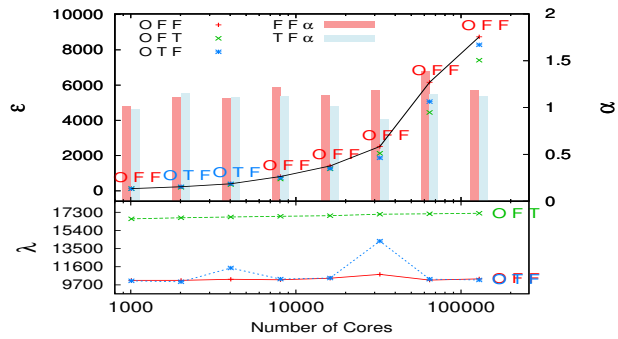 10000
8000
6000
4000
2000
0
ε
OFF
OFT
OTF
FFα
TFα
2
1.5
1
0.5
0
α
OFF
OTF
OTF
OFF
OFF
OFF
OFF
OFF
17300
15400
13500
11600
9700
λ
OFT
1000
10000
100000
Number of Cores